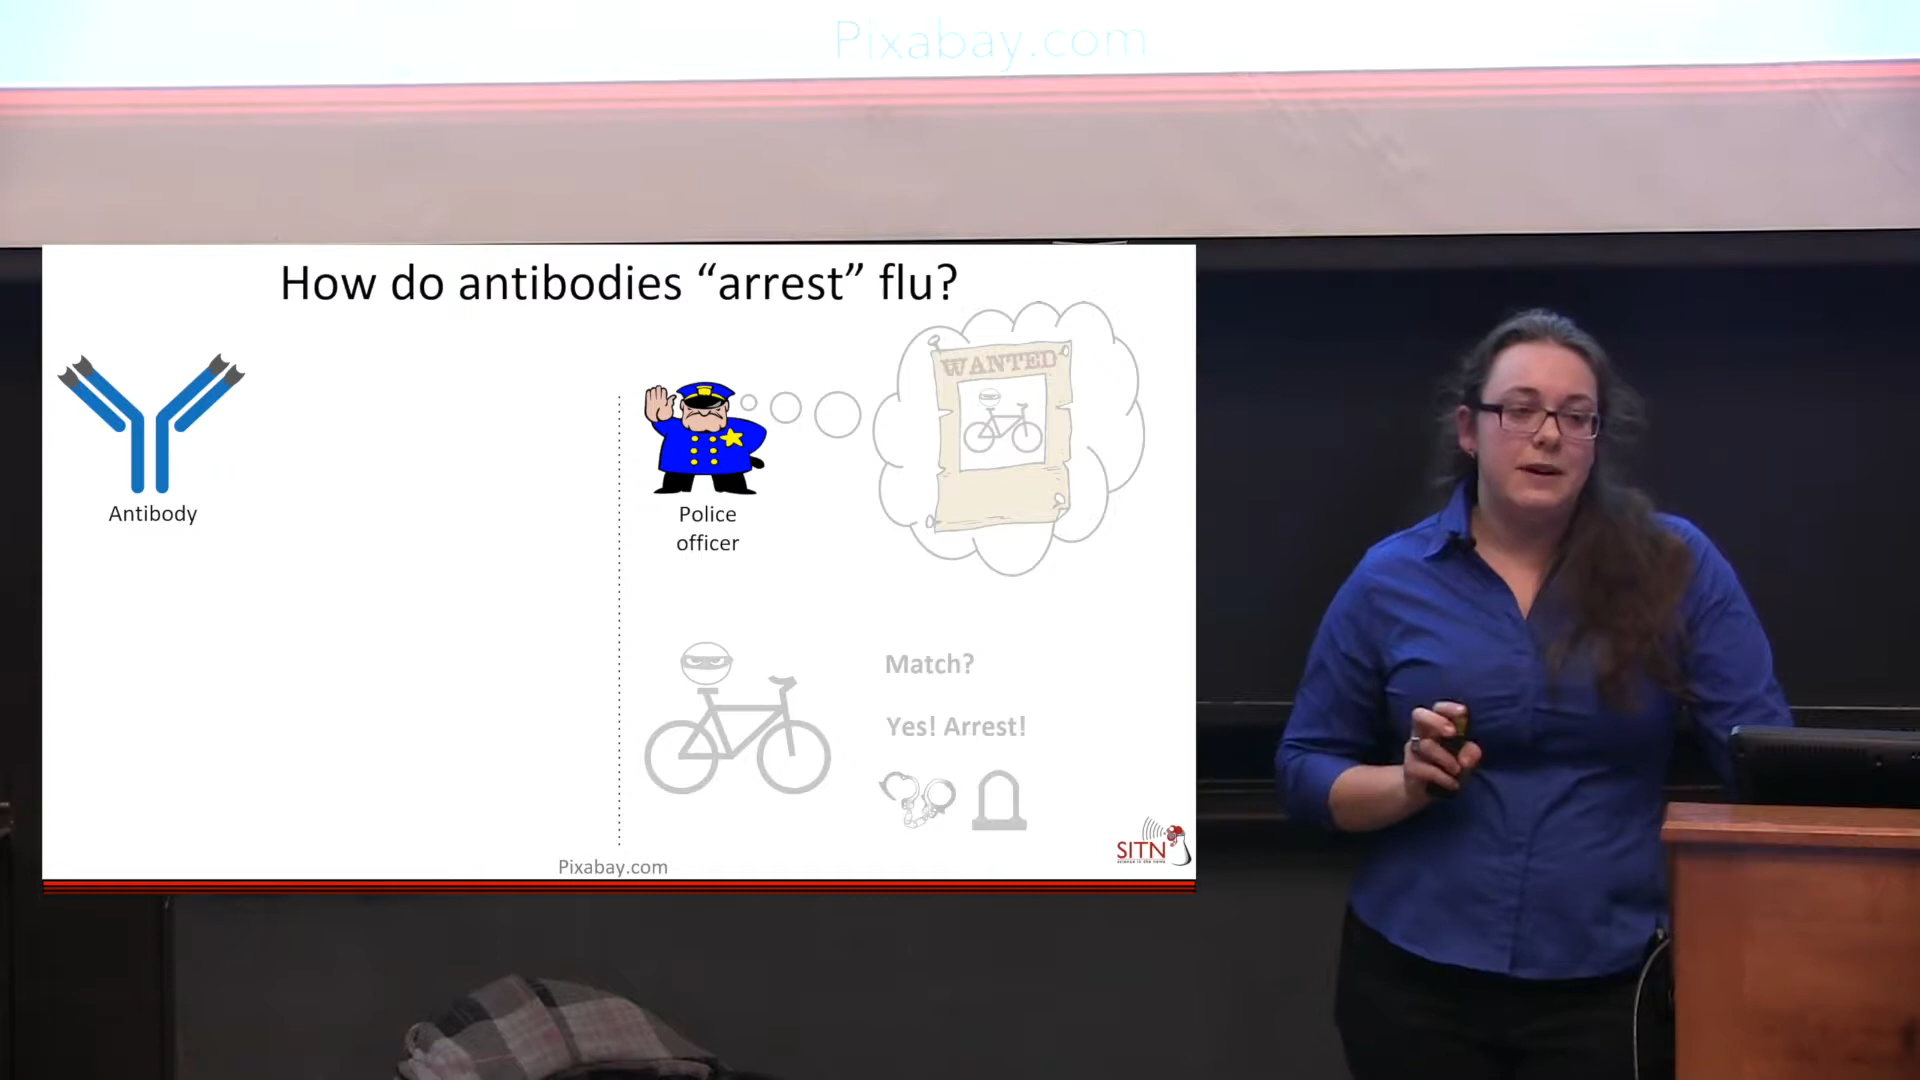 Pixabay.com
How do antibodies “arrest” flu?
WANTED
Antibody
Police
officer
Match?
Yes! Arrest!
SITN
Pixabay.com